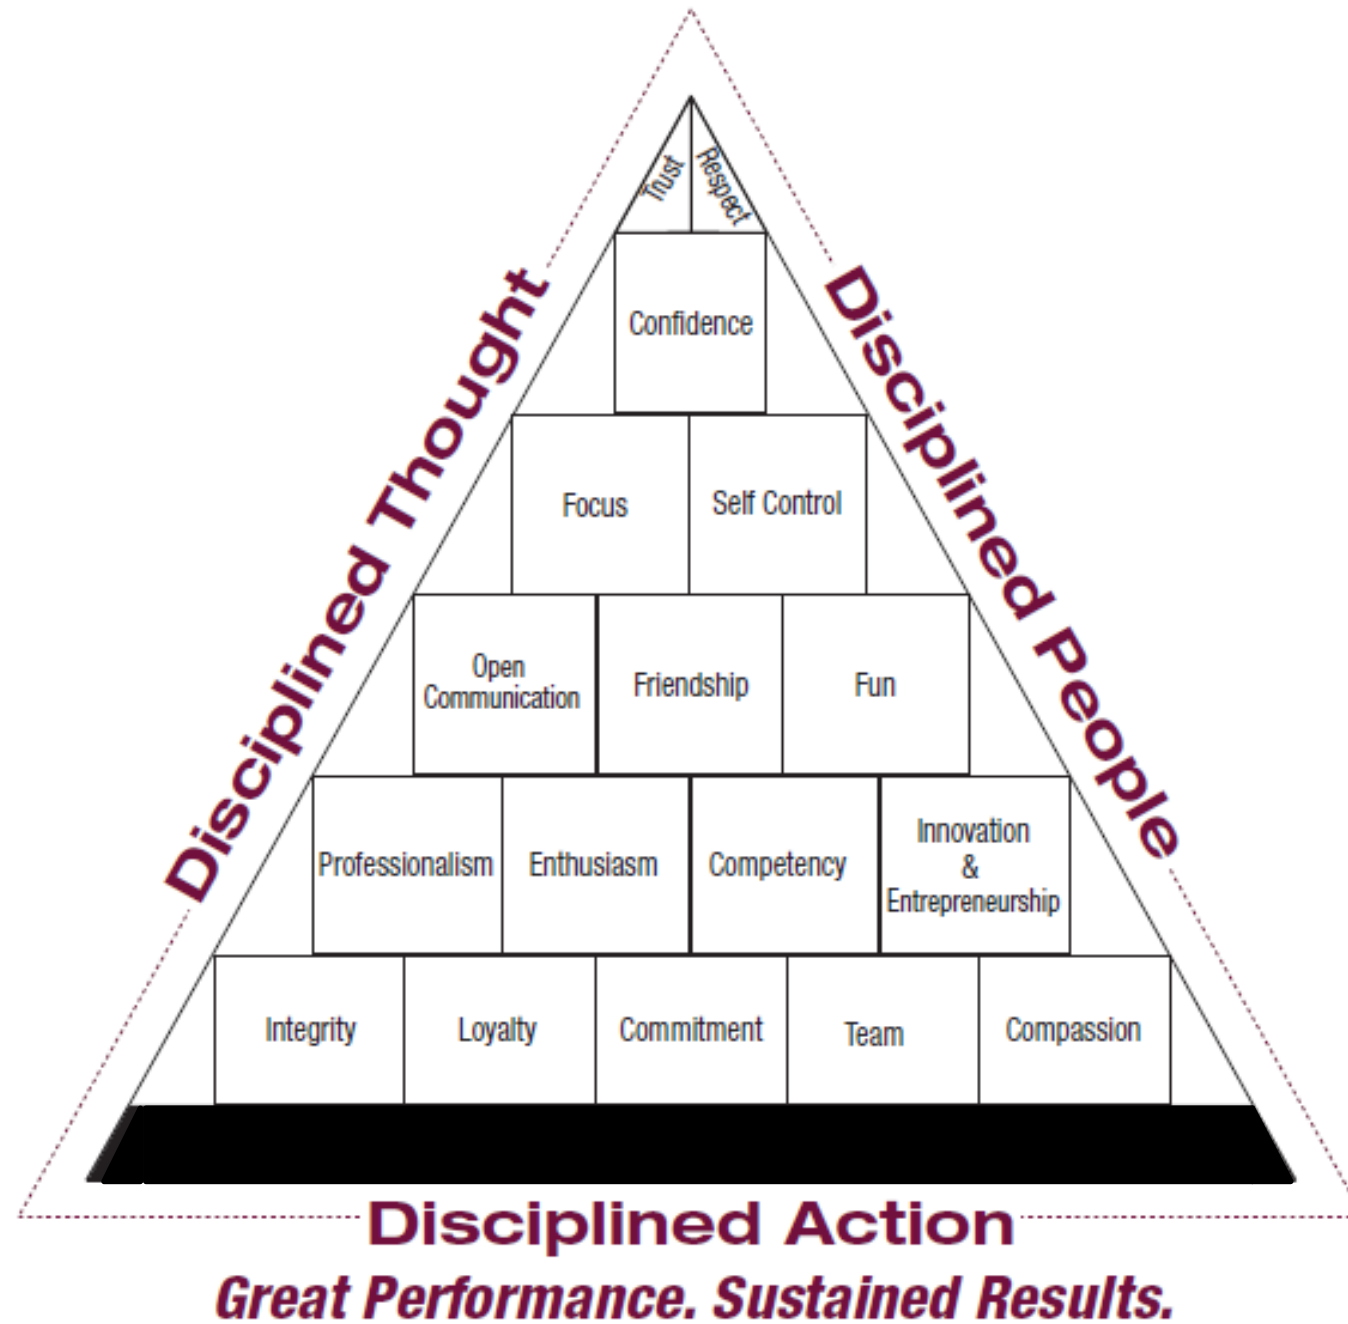 Trust
Respect
Confidence
Disciplined Thought
Disciplined People
Focus
Self Control
Open
Communication
Friendship
Fun
Professionalism
Enthusiasm
Competency
Innovation
&
Entrepreneurship
Integrity
Loyalty
Commitment
Team
Compassion
Disciplined Action
Great Performance. Sustained Results.